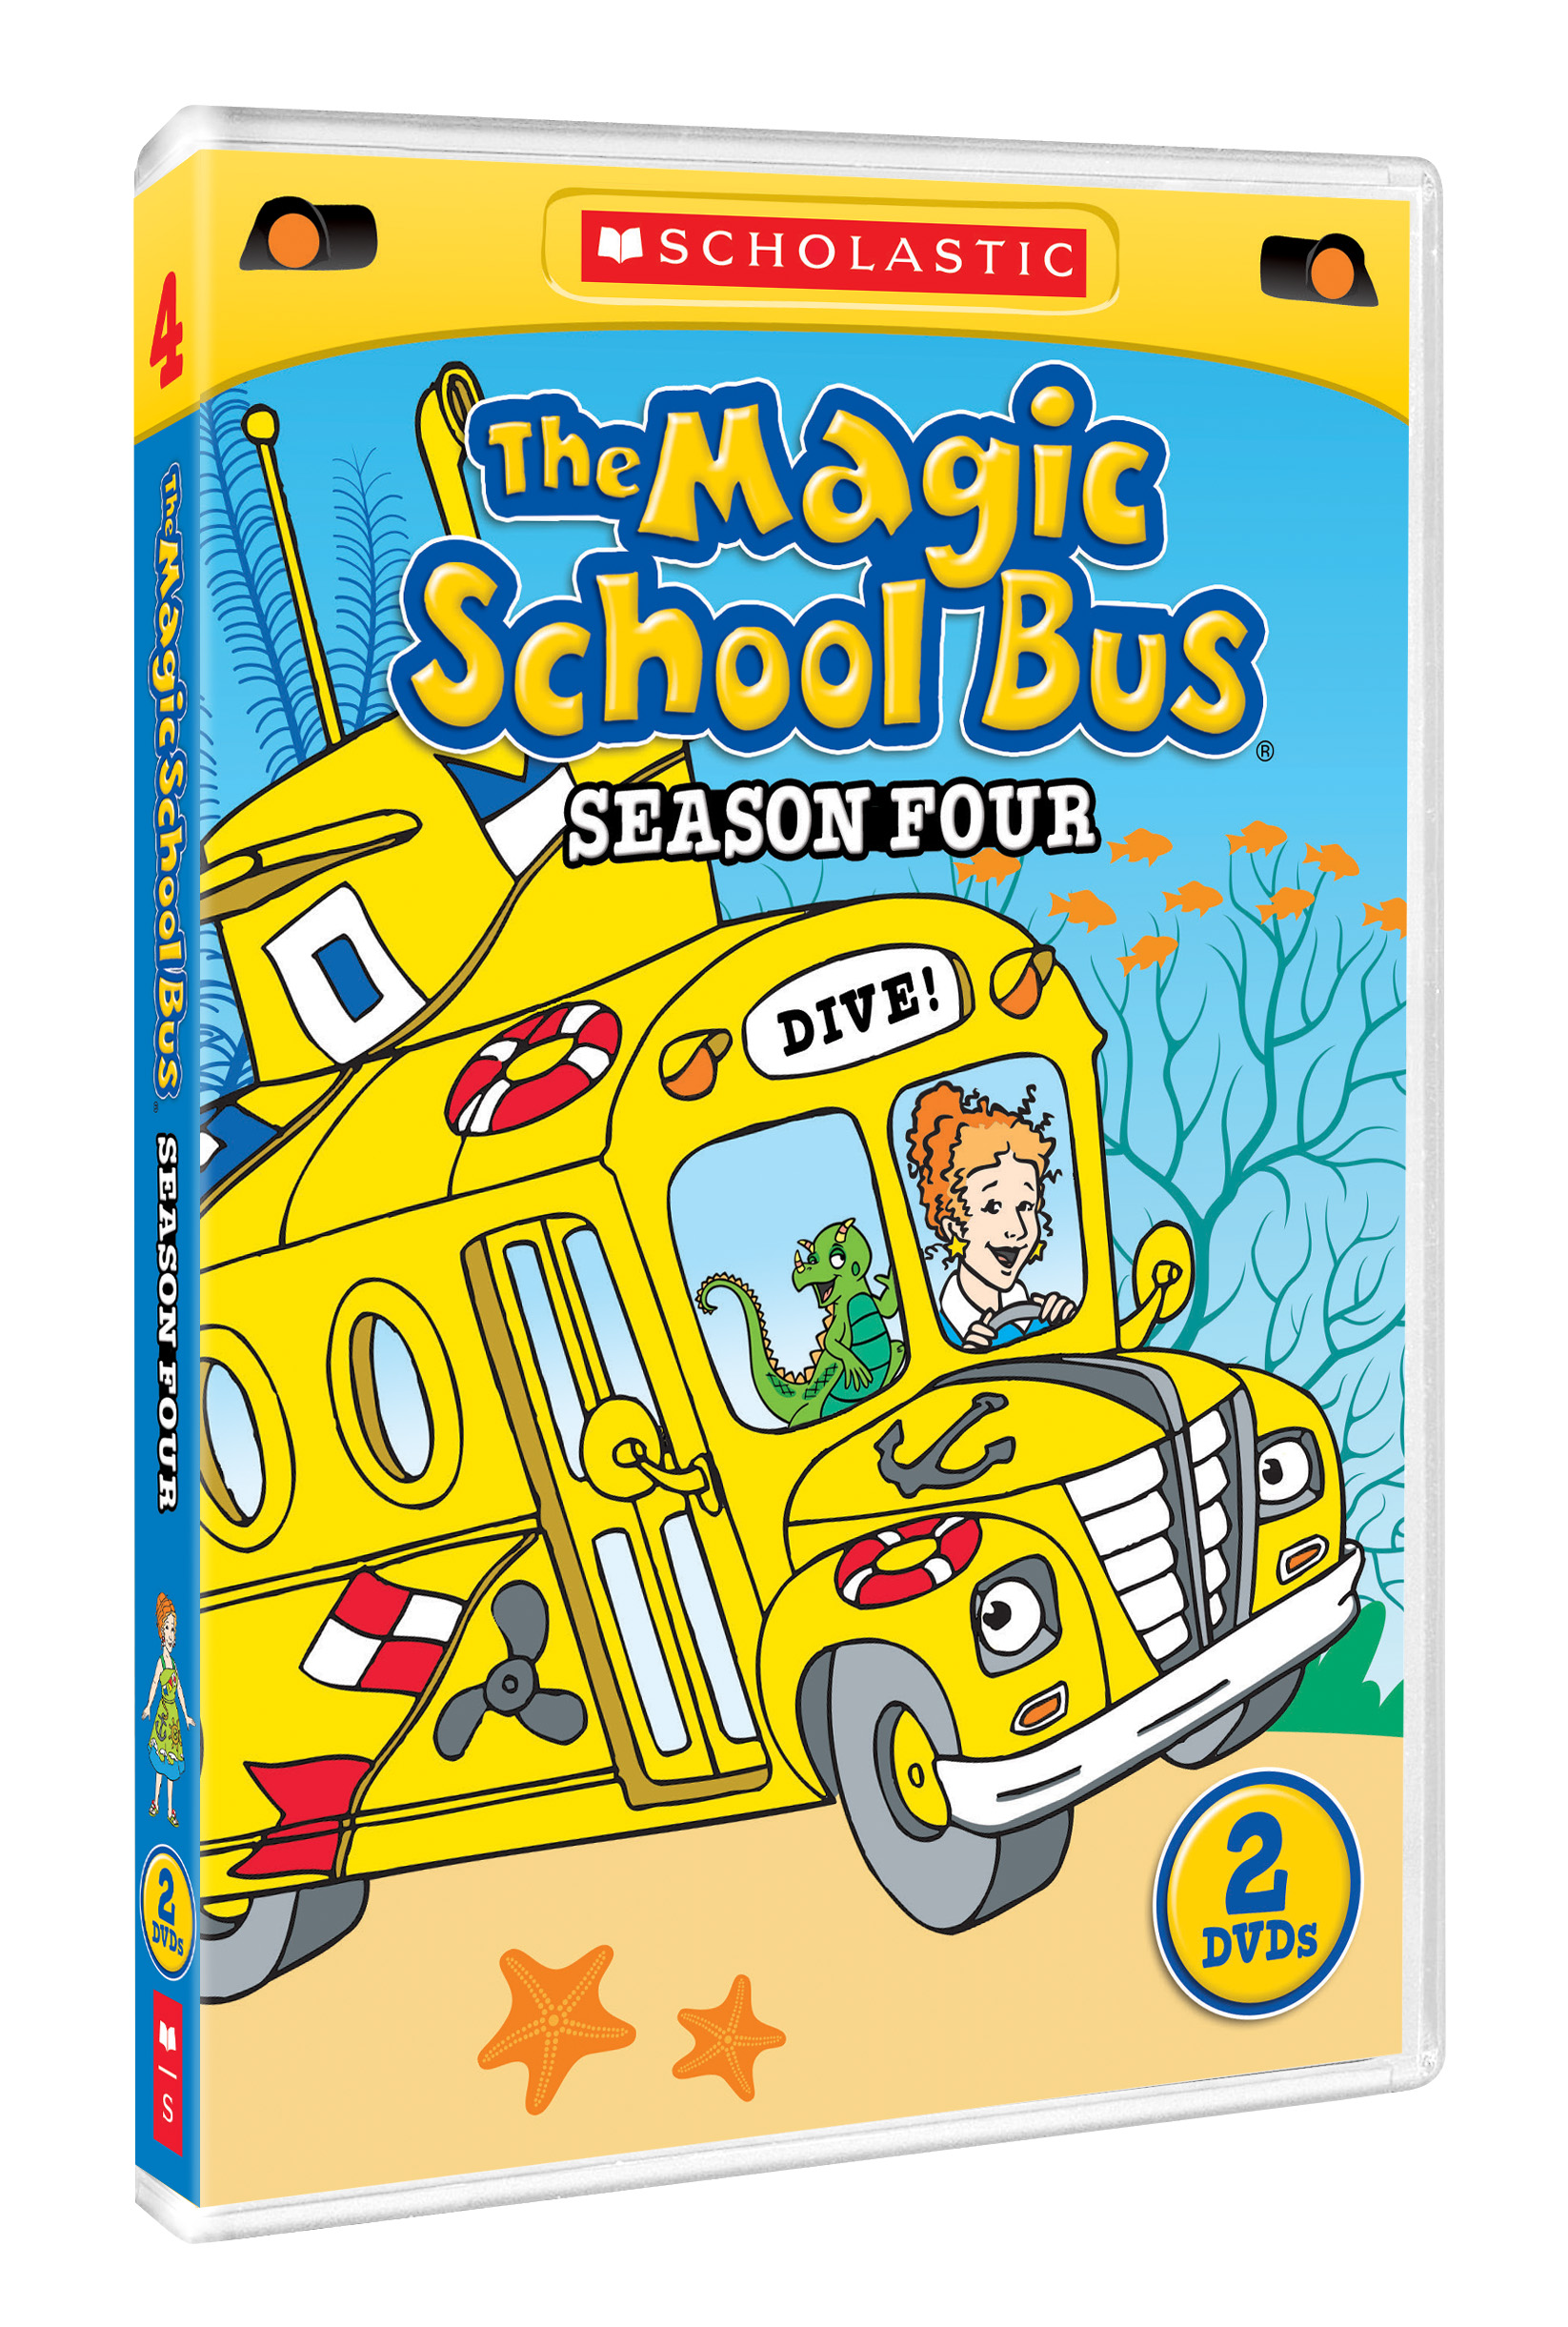 SCHOLASTIC
The Magic
School Bus®
SEASON FOUR
DIVE!
2
DVDs
4
The Magic School Bus®
SEASON FOUR
2
DVDs
S